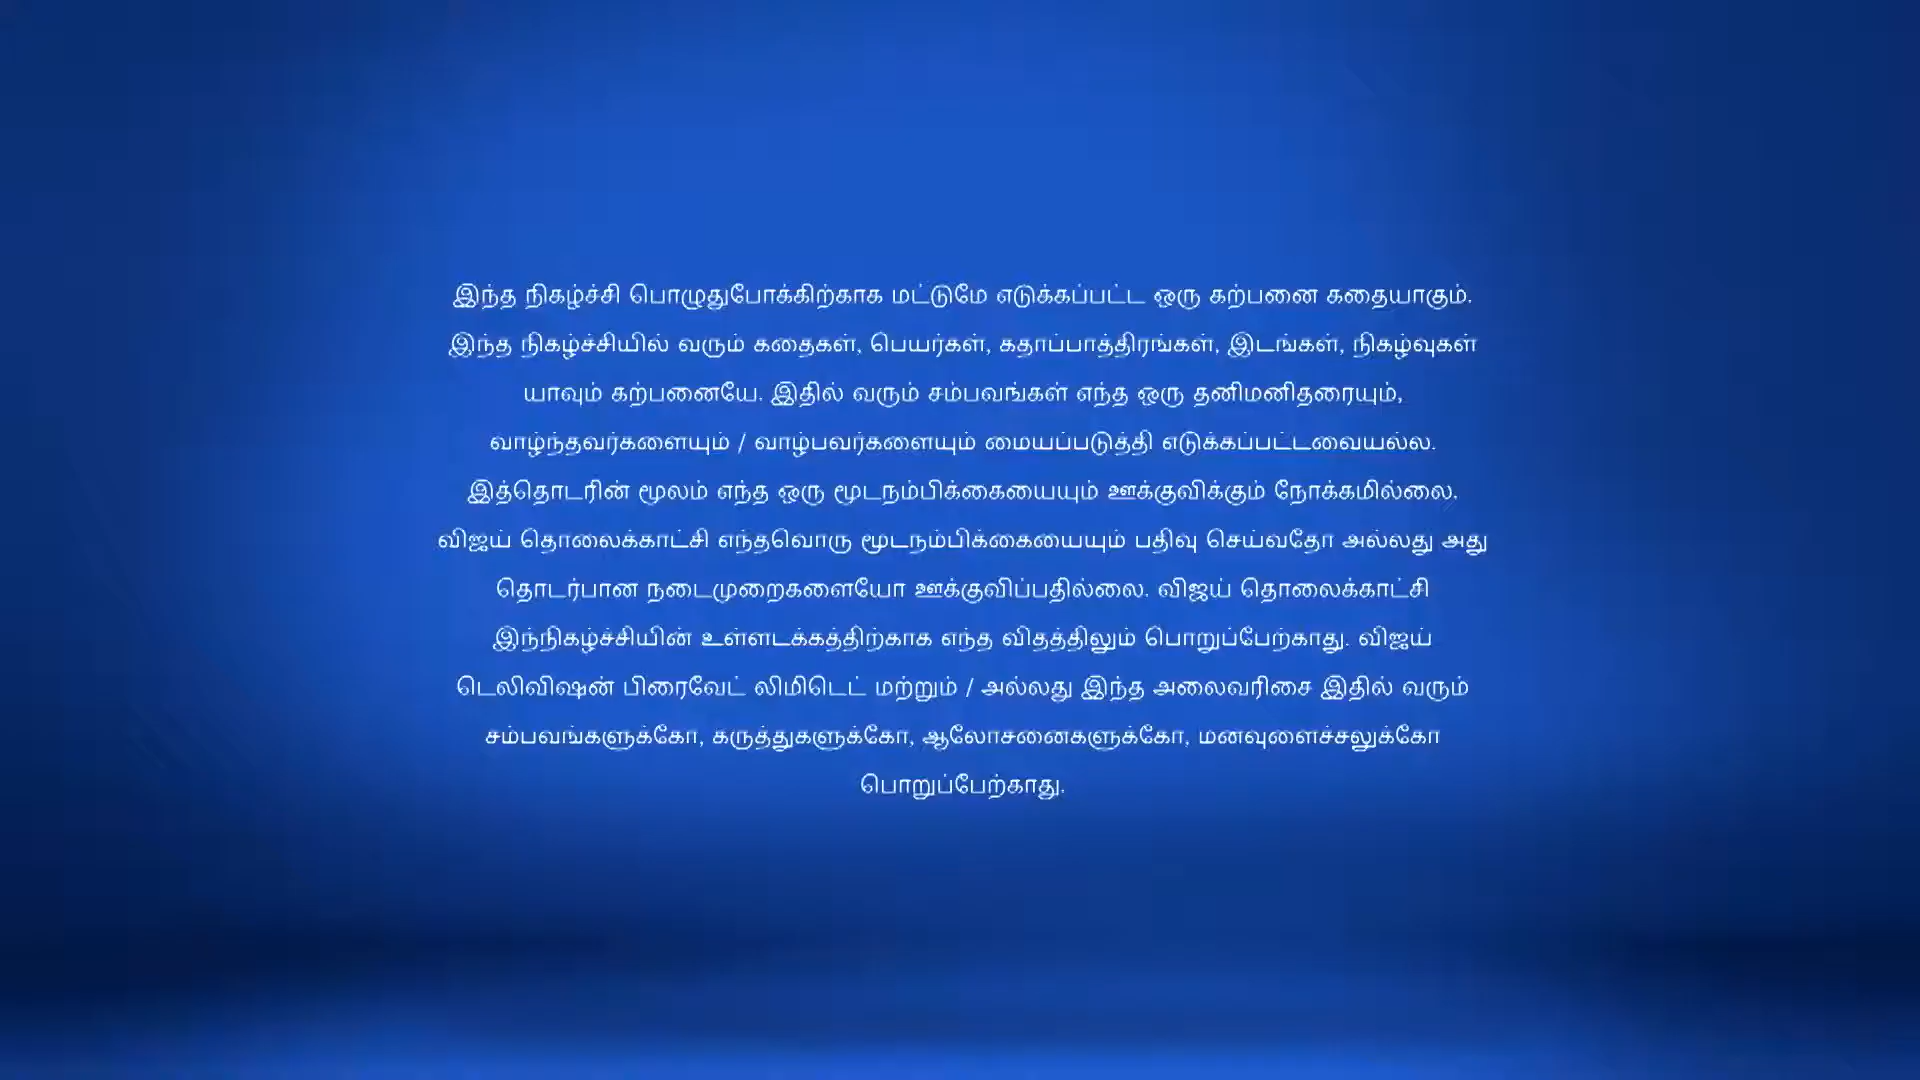 இந்த நிகழ்ச்சி பொழுதுபோக்கிற்காக மட்டுமே எடுக்கப்பட்ட ஒரு கற்பனை கதையாகும்.
இந்த நிகழ்ச்சியில் வரும் கதைகள், பெயர்கள், கதாப்பாத்திரங்கள், இடங்கள், நிகழ்வுகள்
யாவும் கற்பனையே. இதில் வரும் சம்பவங்கள் எந்த ஒரு தனிமனிதரையும்,
வாழ்ந்தவர்களையும் / வாழ்பவர்களையும் மையப்படுத்தி எடுக்கப்பட்டவையல்ல.
இத்தொடரின் மூலம் எந்த ஒரு மூடநம்பிக்கையையும் ஊக்குவிக்கும் நோக்கமில்லை.
விஜய் தொலைக்காட்சி எந்தவொரு மூடநம்பிக்கையையும் பதிவு செய்வதோ அல்லது அது
தொடர்பான நடைமுறைகளையோ ஊக்குவிப்பதில்லை. விஜய் தொலைக்காட்சி
இந்நிகழ்ச்சியின் உள்ளடக்கத்திற்காக எந்த விதத்திலும் பொறுப்பேற்காது. விஜய்
டெலிவிஷன் பிரைவேட் லிமிடெட் மற்றும் / அல்லது இந்த அலைவரிசை இதில் வரும்
சம்பவங்களுக்கோ, கருத்துகளுக்கோ, ஆலோசனைகளுக்கோ, மனவுளைச்சலுக்கோ
பொறுப்பேற்காது.